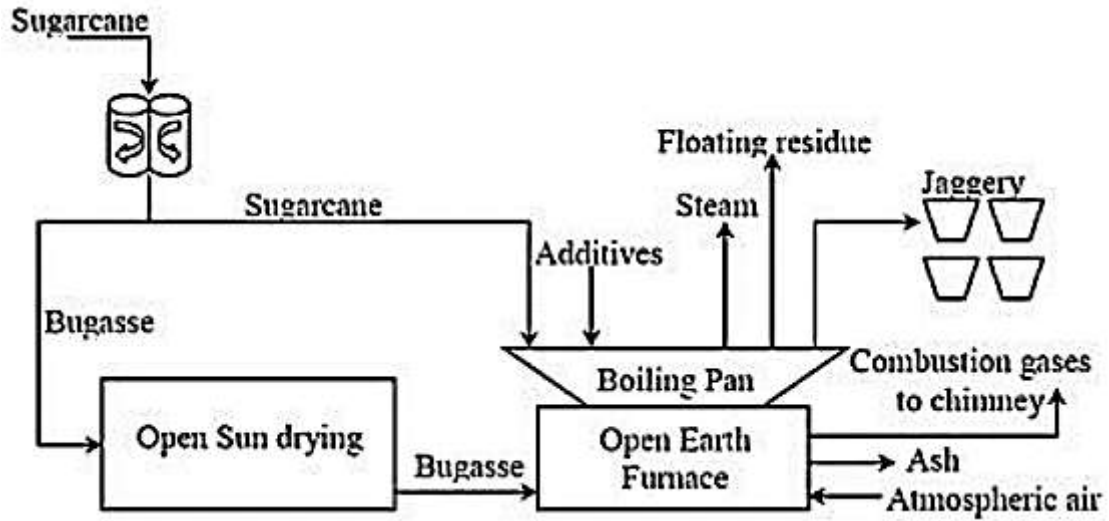 Sugarcane
Floating residue
Jaggery
Sugarcane
Steam
Additives
Bugasse
Boiling Pan
Combustion gases
to chimney
Open Sun drying
Bugasse
Open Earth
Furnace
Ash
Atmospheric air